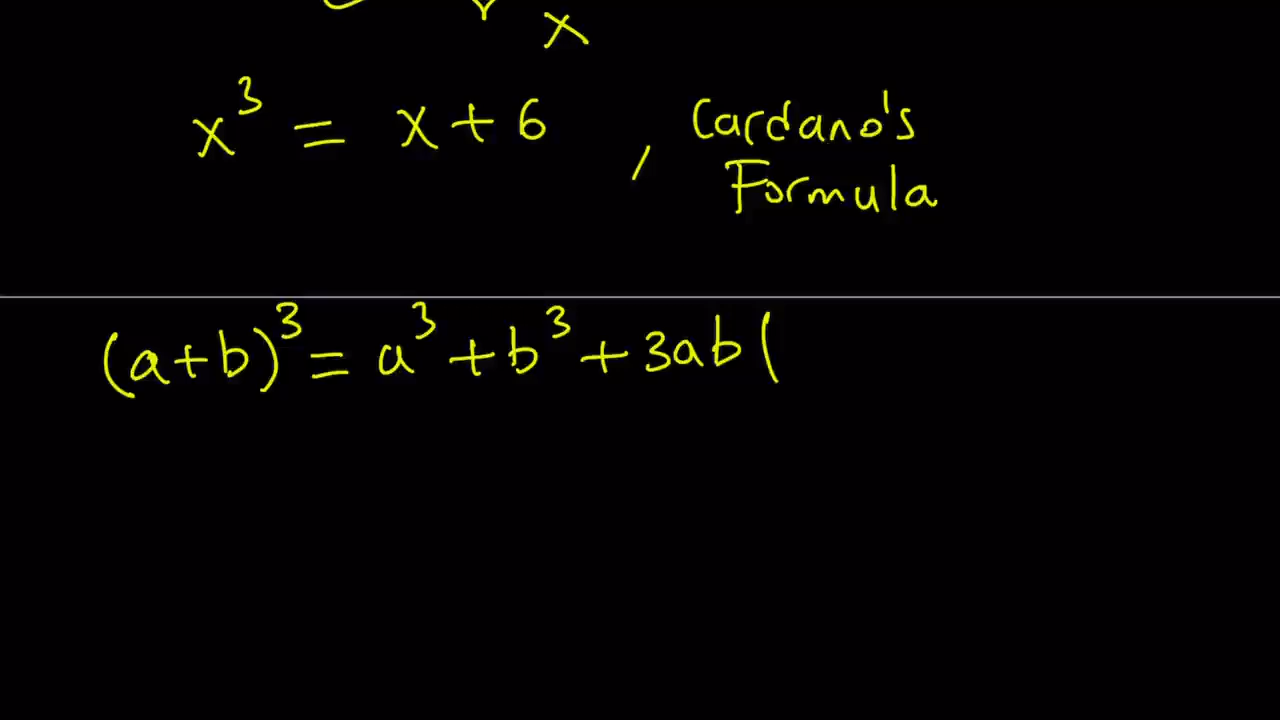 x
x³ = x + 6 , Cardano's
Formula
(a+b)³ = a³ + b³ + 3ab (